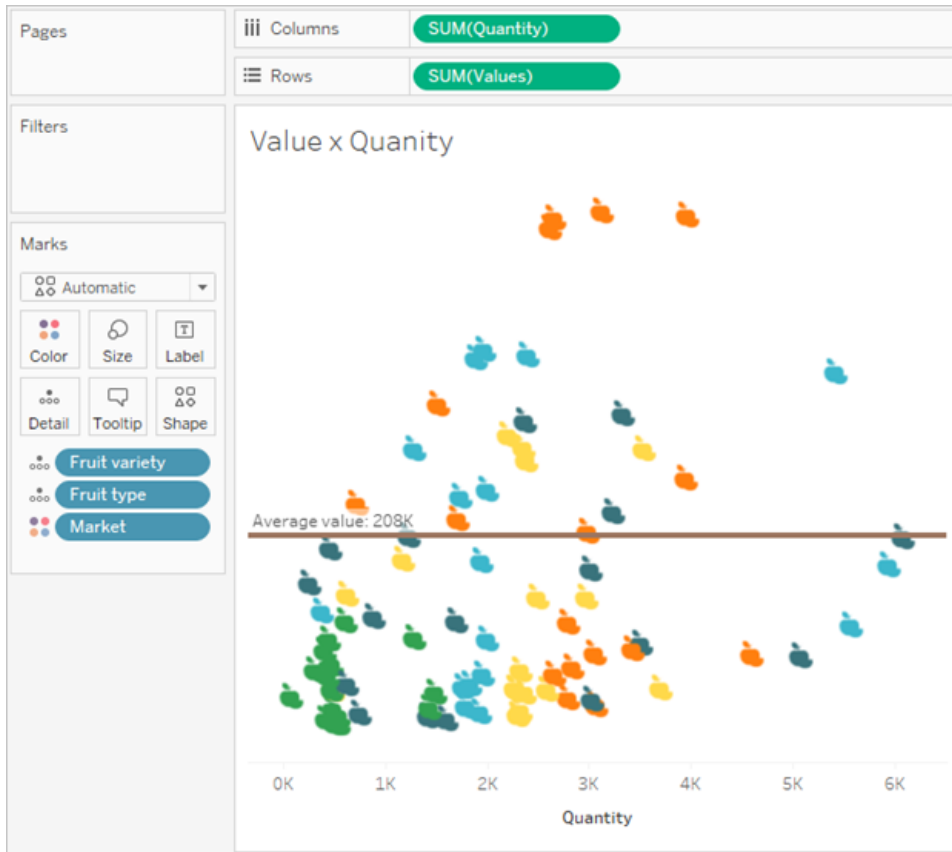 Pages
Columns
SUM(Quantity)
Rows
SUM(Values)
Filters
Value x Quanity
Marks
Automatic
Color Size Label
T
Detail Tooltip Shape
Fruit variety
Fruit type
Market
Average value: 208K
0K 1K 2K 3K 4K 5K 6K
Quantity